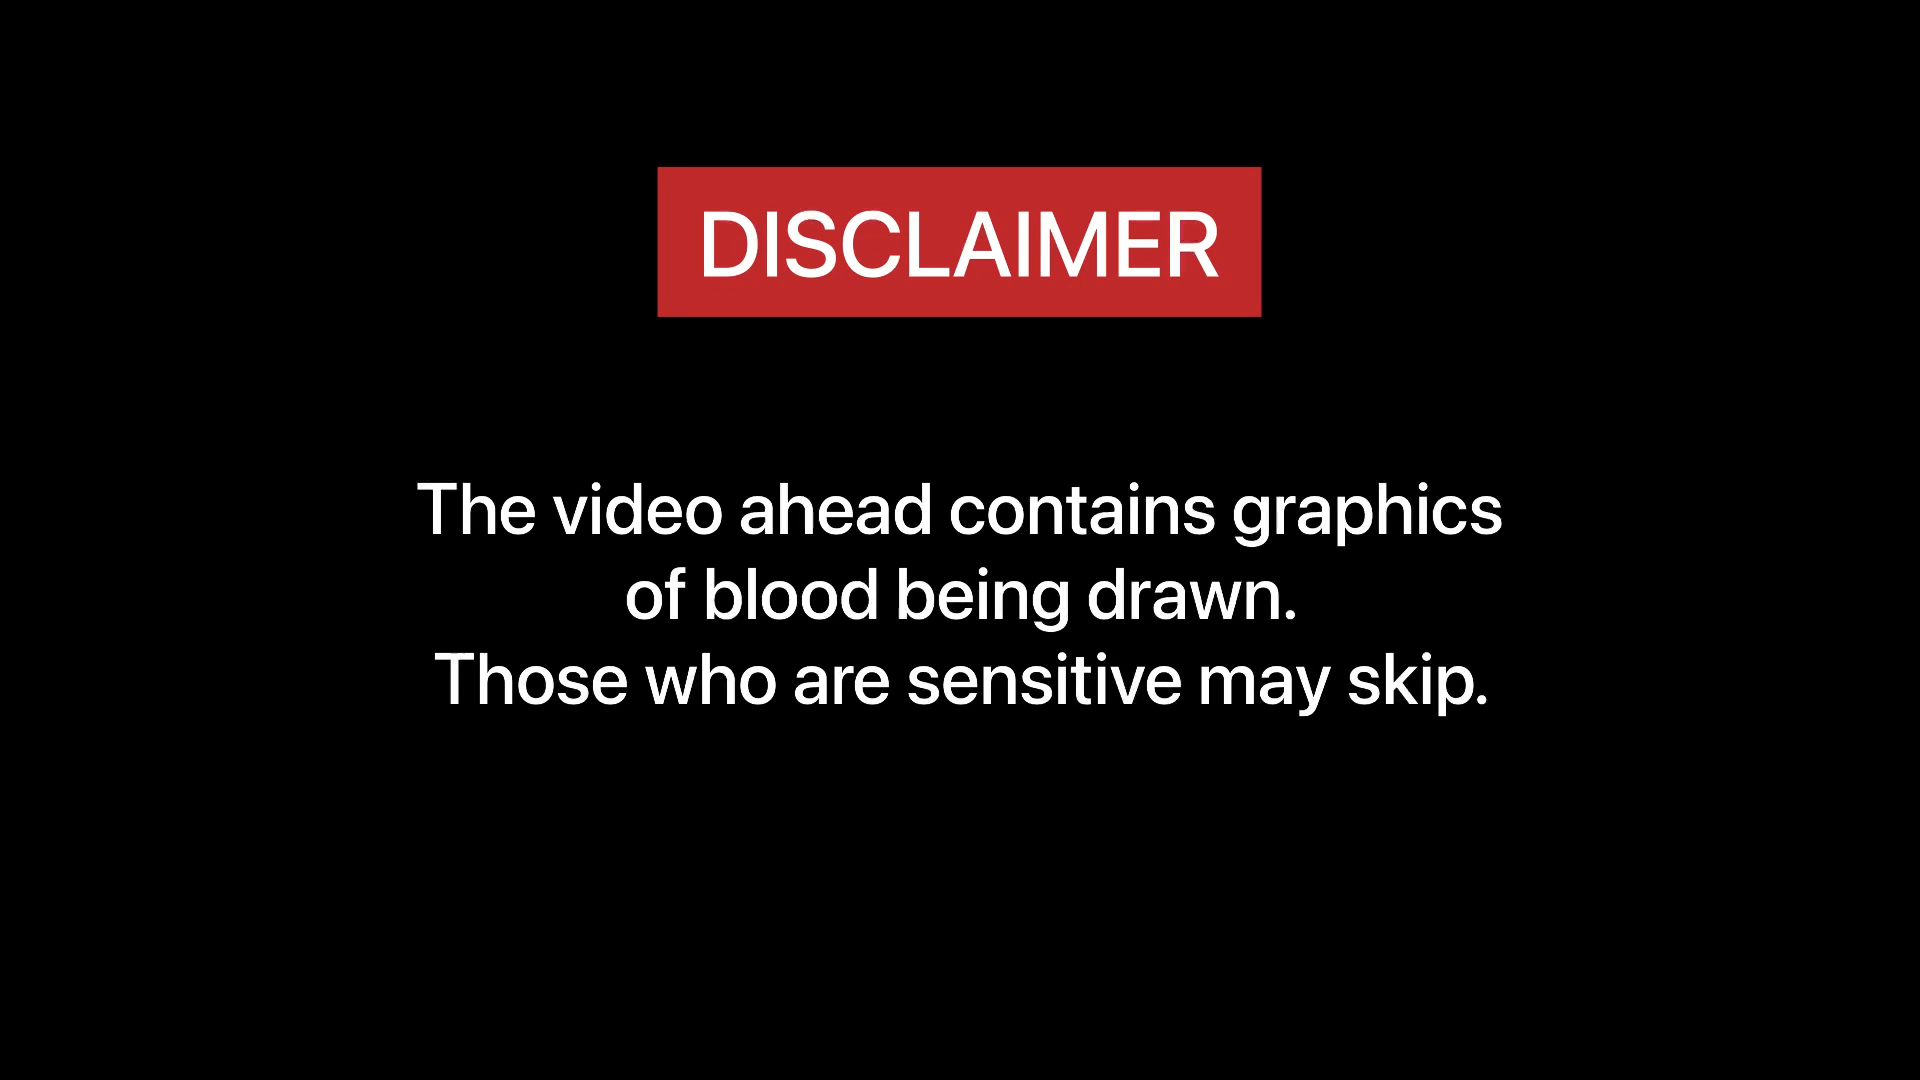 DISCLAIMER
The video ahead contains graphics
of blood being drawn.
Those who are sensitive may skip.